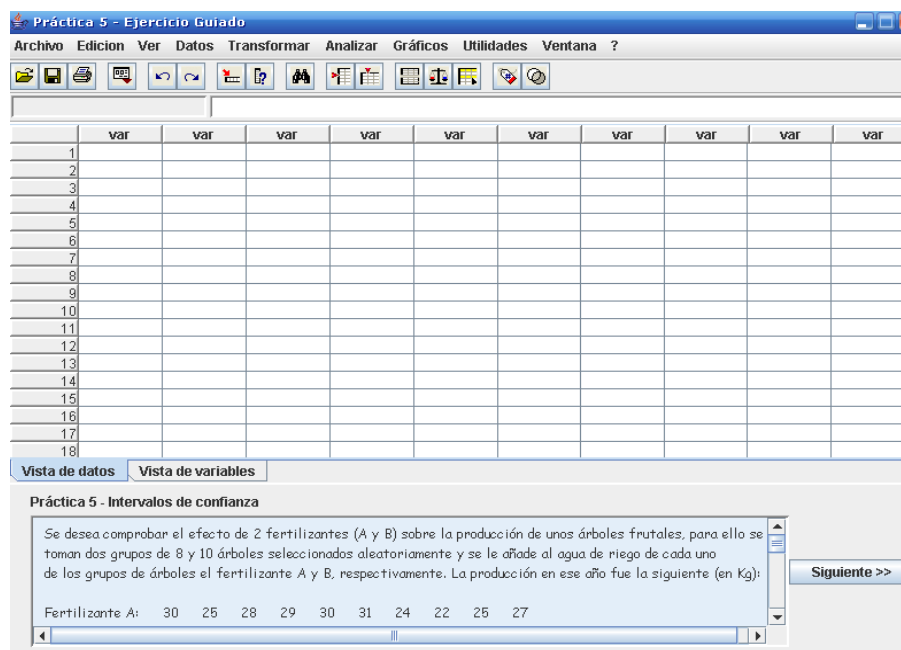 Práctica 5 - Ejercicio Guiado
Archivo Edicion Ver Datos Transformar Analizar Gráficos Utilidades Ventana ?
var var var var var var var var var var
1
2
3
4
5
6
7
8
9
10
11
12
13
14
15
16
17
18
Vista de datos Vista de variables
Práctica 5 - Intervalos de confianza
Se desea comprobar el efecto de 2 fertilizantes (A y B) sobre la producción de unos árboles frutales, para ello se
toman dos grupos de 8 y 10 árboles seleccionados aleatoriamente y se le añade al agua de riego de cada uno
de los grupos de árboles el fertilizante A y B, respectivamente. La producción en ese año fue la siguiente (en Kg):
Siguiente >>
Fertilizante A: 30 25 28 29 30 31 24 22 25 27